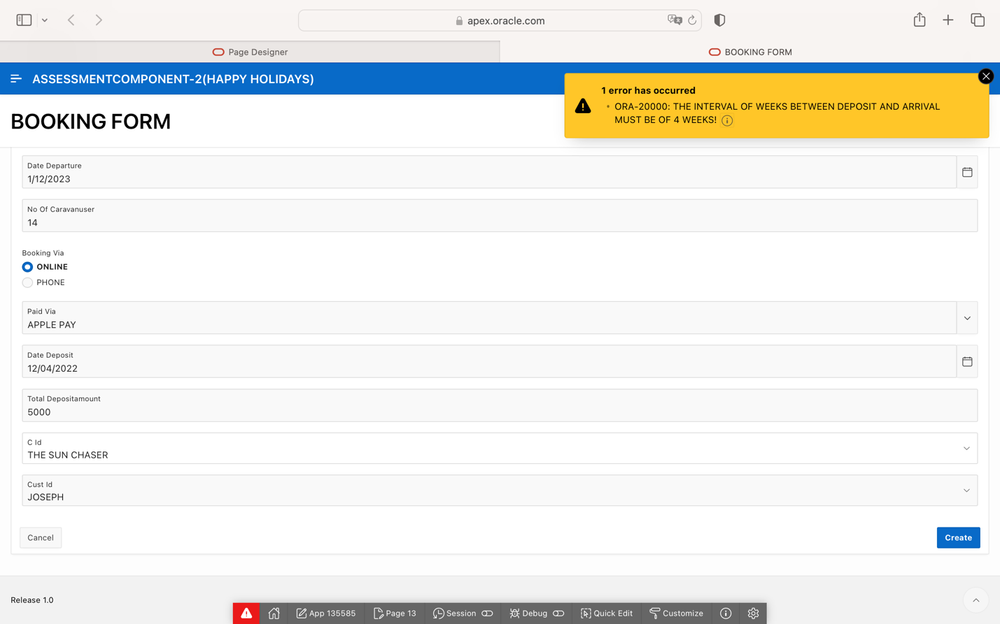 apex.oracle.com
Page Designer
BOOKING FORM
ASSESSMENTCOMPONENT-2(HAPPY HOLIDAYS)
1 error has occurred
• ORA-20000: THE INTERVAL OF WEEKS BETWEEN DEPOSIT AND ARRIVAL
MUST BE OF 4 WEEKS!
BOOKING FORM
Date Departure
1/12/2023
No Of Caravanuser
14
Booking Via
ONLINE
PHONE
Paid Via
APPLE PAY
Date Deposit
12/04/2022
Total Depositamount
5000
C Id
THE SUN CHASER
Cust Id
JOSEPH
Cancel
Create
Release 1.0
App 135585
Page 13
Session
Debug
Quick Edit
Customize